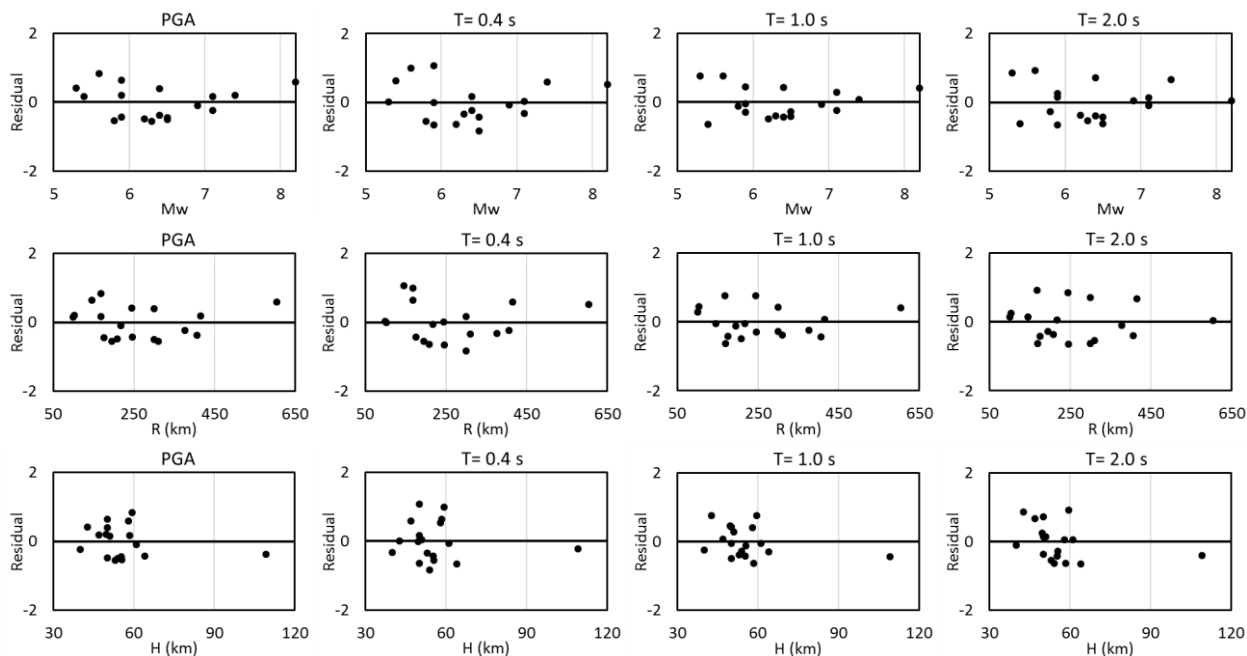 PGA T= 0.4 s T= 1.0 s T= 2.0 s
2 2 2 2
Residual Residual Residual Residual
0 0 0 0
-2 -2 -2 -2
5 6 7 8 5 6 7 8 5 6 7 8 5 6 7 8
Mw Mw Mw Mw
PGA T= 0.4 s T= 1.0 s T= 2.0 s
2 2 2 2
Residual Residual Residual Residual
0 0 0 0
-2 -2 -2 -2
50 250 450 650 50 250 450 650 50 250 450 650 50 250 450 650
R (km) R (km) R (km) R (km)
PGA T= 0.4 s T= 1.0 s T= 2.0 s
2 2 2 2
Residual Residual Residual Residual
0 0 0 0
-2 -2 -2 -2
30 60 90 120 30 60 90 120 30 60 90 120 30 60 90 120
H (km) H (km) H (km) H (km)